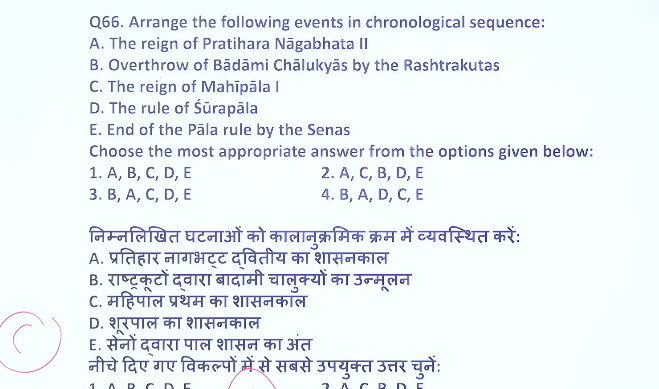 Q66. Arrange the following events in chronological sequence:
A. The reign of Pratihara Nāgabhata II
B. Overthrow of Bādāmi Chālukyās by the Rashtrakutas
C. The reign of Mahīpāla I
D. The rule of Śūrapāla
E. End of the Pāla rule by the Senas
Choose the most appropriate answer from the options given below:
1. A, B, C, D, E 2. A, C, B, D, E
3. B, A, C, D, E 4. B, A, D, C, E
निम्नलिखित घटनाओं को कालानुक्रमिक क्रम में व्यवस्थित करें:
A. प्रतिहार नागभट्ट द्वितीय का शासनकाल
B. राष्ट्रकूटों द्वारा बादामी चालुक्यों का उन्मूलन
C. महिपाल प्रथम का शासनकाल
D. शूरपाल का शासनकाल
E. सेनों द्वारा पाल शासन का अंत
नीचे दिए गए विकल्पों में से सबसे उपयुक्त उत्तर चुनें:
1. A, B, C, D, E 2. A, C, B, D, E